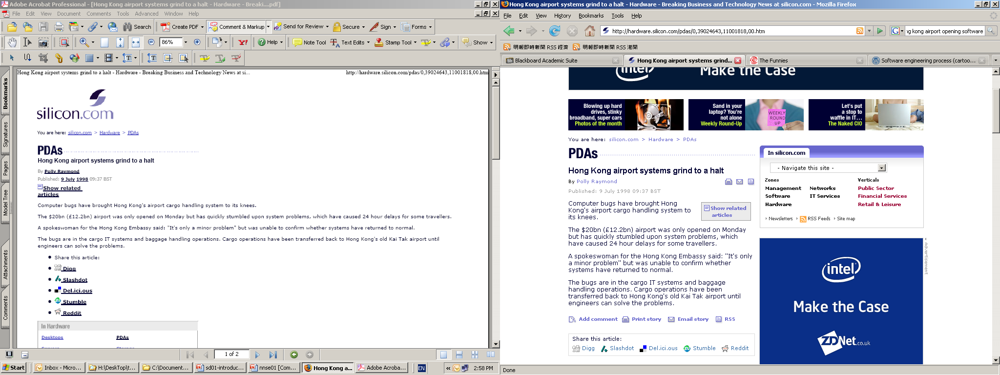 Adobe Acrobat Professional - [Hong Kong airport systems grind to a halt - Hardware - Breaki....pdf]
File Edit View Document Comments Tools Advanced Window Help
Search Create PDF Comment & Markup Send for Review Secure Sign Forms
86% Y! Help Note Tool Text Edits Stamp Tool Show
Bookmarks
Signatures
Pages
Model Tree
Attachments
Comments
Hong Kong airport systems grind to a halt - Hardware - Breaking Business and Technology News at si... http://hardware.silicon.com/pdas/0,39024643,11001818,00.htm
silicon.com
You are here: silicon.com > Hardware > PDAs
PDAs
Hong Kong airport systems grind to a halt
By Polly Raymond
Published: 9 July 1998 09:37 BST
Show related
articles
Computer bugs have brought Hong Kong's airport cargo handling system to its knees.
The $20bn (£12.2bn) airport was only opened on Monday but has quickly stumbled upon system problems, which have caused 24 hour delays for some travellers.
A spokeswoman for the Hong Kong Embassy said: "It's only a minor problem" but was unable to confirm whether systems have returned to normal.
The bugs are in the cargo IT systems and baggage handling operations. Cargo operations have been transferred back to Hong Kong's old Kai Tak airport until
engineers can solve the problems.
Share this article:
Digg
Slashdot
Del.ici.ous
Stumble
Reddit
In Hardware
Desktops PDAs
1 of 2
Start Inbox - Micro... H:\DeskTop\t... C:\Document... sd01-introduc... nnse01 [Com... Hong Kong a... Adobe Acroba... EN « 2:58 PM
Hong Kong airport systems grind to a halt - Hardware - Breaking Business and Technology News at silicon.com - Mozilla Firefox
File Edit View History Bookmarks Tools Help
http://hardware.silicon.com/pdas/0,39024643,11001818,00.htm G ng kong airport opening software
明報即時新聞 RSS 經濟 明報即時新聞 RSS 港聞
Bb Blackboard Academic Suite Hong Kong airport systems grind... The Funnies Software engineering process (cartoo...
intel Make the Case
Blowing up hard
drives, stinky
broadband, super cars
Photos of the month
Sand in your
laptop? You're
not alone
Weekly Round-Up
WEEKLY
ROUND
UP
Let's put
a stop to
waffle in IT...
The Naked CIO
You are here: silicon.com > Hardware > PDAs
PDAs
Hong Kong airport systems grind to a halt
By Polly Raymond
Published: 9 July 1998 09:37 BST
Show related
articles
Computer bugs have brought Hong
Kong's airport cargo handling system to
its knees.
The $20bn (£12.2bn) airport was only opened on Monday
but has quickly stumbled upon system problems, which
have caused 24 hour delays for some travellers.
A spokeswoman for the Hong Kong Embassy said: "It's only
a minor problem" but was unable to confirm whether
systems have returned to normal.
The bugs are in the cargo IT systems and baggage
handling operations. Cargo operations have been
transferred back to Hong Kong's old Kai Tak airport until
engineers can solve the problems.
Add comment Print story Email story RSS
Share this article:
Digg Slashdot Del.ici.ous Stumble Reddit
In silicon.com
- Navigate this site -
Zones Verticals
Management Networks Public Sector
Software IT Services Financial Services
Hardware Retail & Leisure
Newsletters RSS Feeds Site map
Advertisement
intel
Make the Case
ZDNet.co.uk
Done